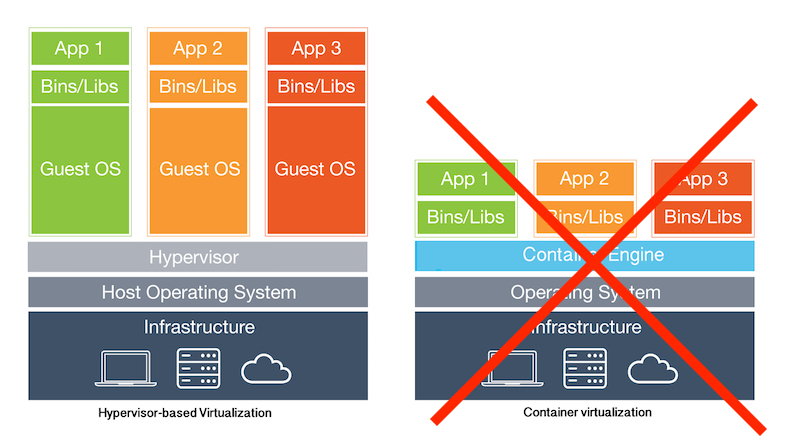 App 1
App 2
App 3
Bins/Libs
Bins/Libs
Bins/Libs
Guest OS
Guest OS
Guest OS
Hypervisor
Host Operating System
Infrastructure
Hypervisor-based Virtualization
App 1
App 2
App 3
Bins/Libs
Bins/Libs
Bins/Libs
Container Engine
Operating System
Infrastructure
Container virtualization